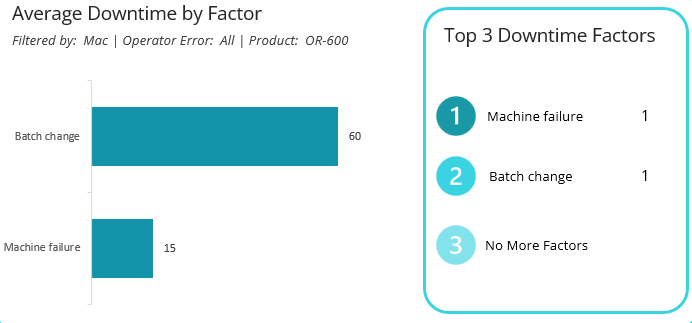 Average Downtime by Factor
Filtered by: Mac | Operator Error: All | Product: OR-600
Batch change 60
Machine failure 15
Top 3 Downtime Factors
1 Machine failure 1
2 Batch change 1
3 No More Factors